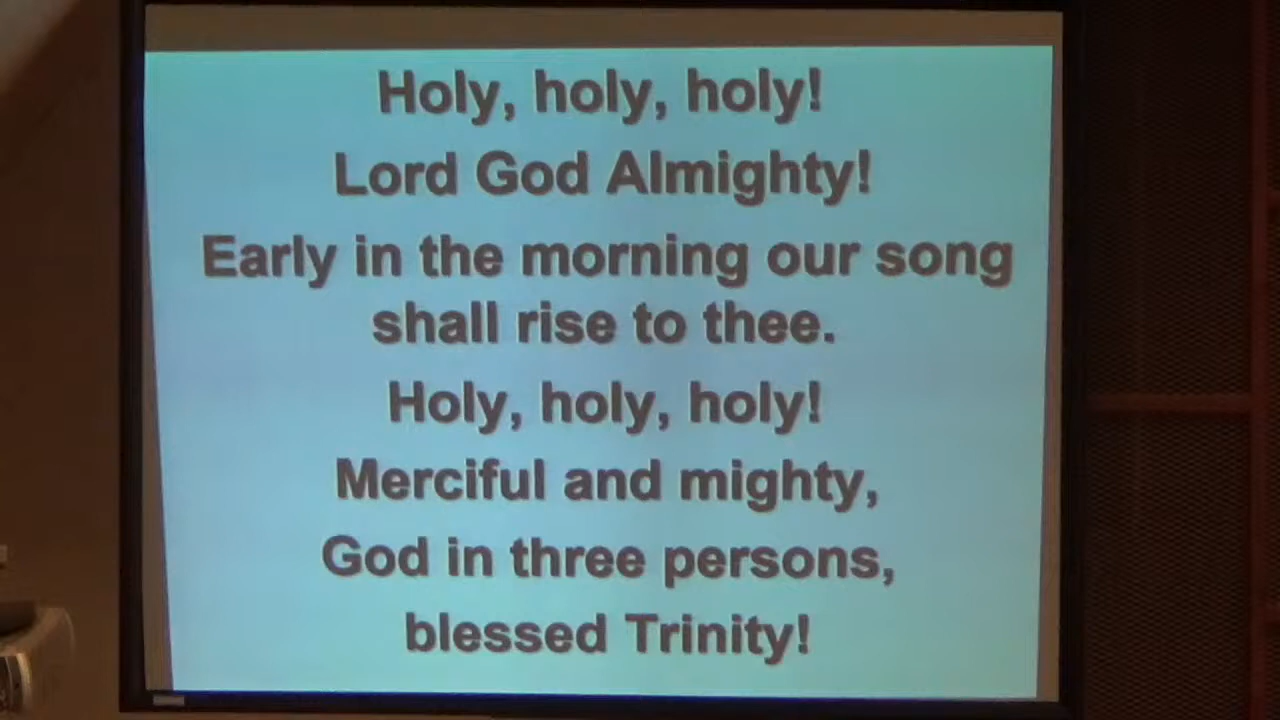 Holy, holy, holy!
Lord God Almighty!
Early in the morning our song
shall rise to thee.
Holy, holy, holy!
Merciful and mighty,
God in three persons,
blessed Trinity!